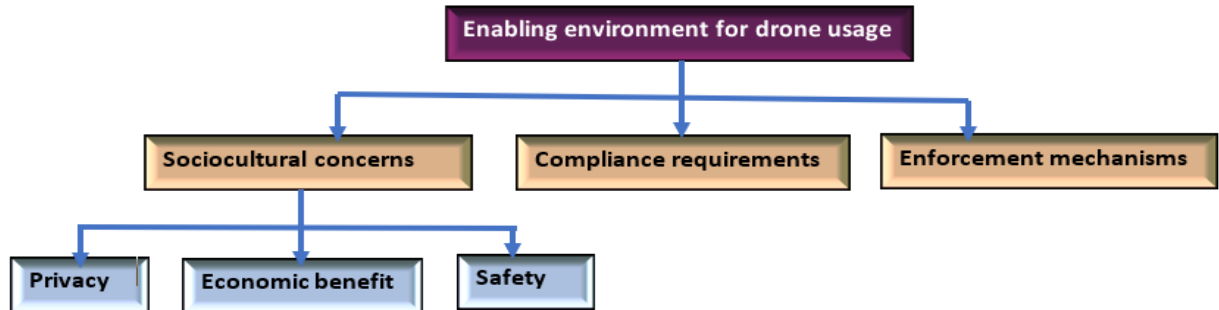 Enabling environment for drone usage
Sociocultural concerns
Compliance requirements
Enforcement mechanisms
Privacy
Economic benefit
Safety